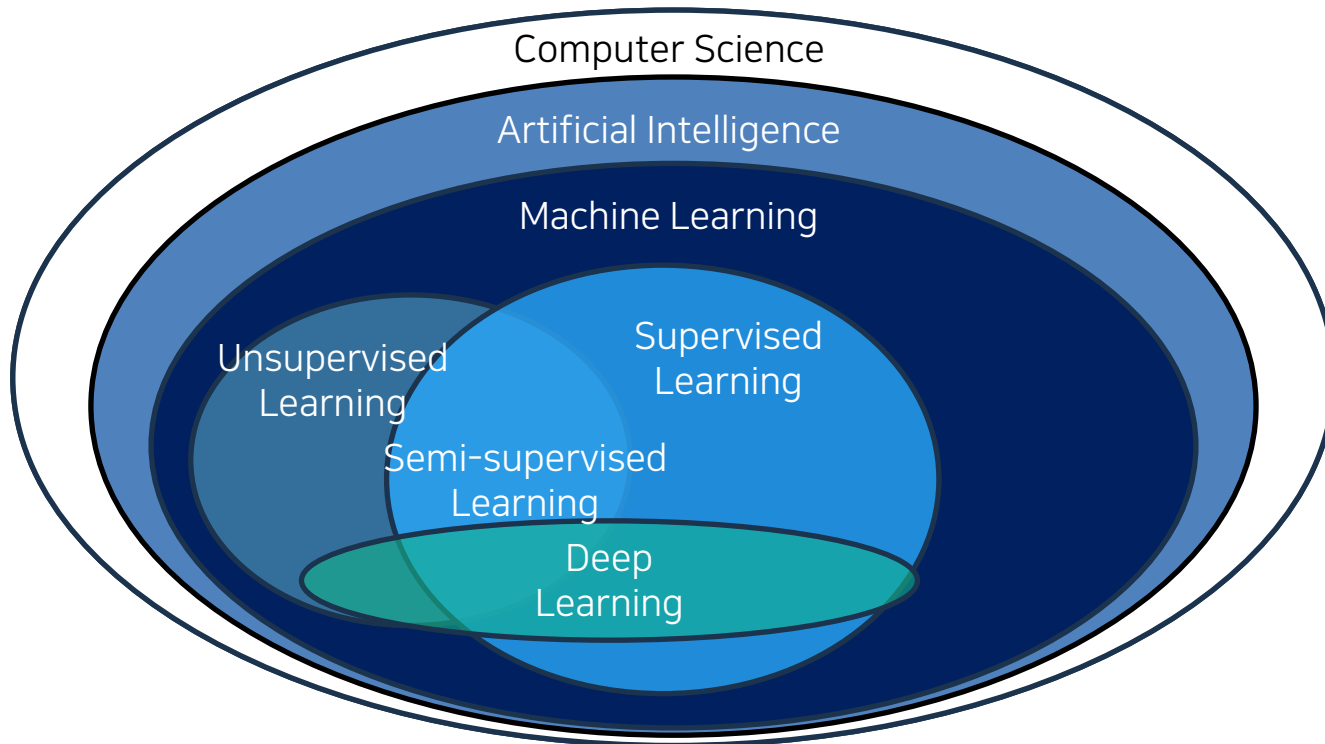 Computer Science
Artificial Intelligence
Machine Learning
Unsupervised
Learning
Supervised
Learning
Semi-supervised
Learning
Deep
Learning